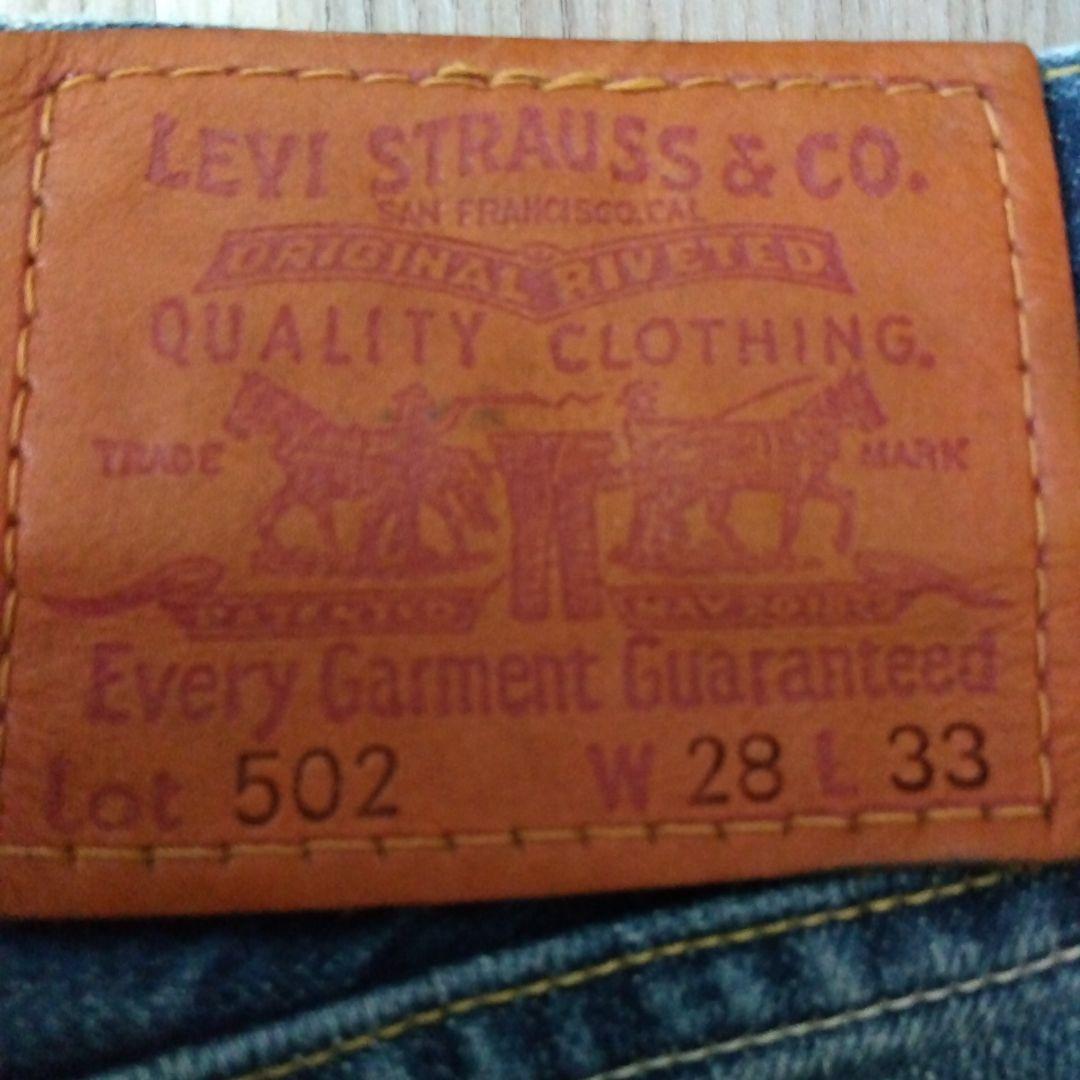 LEVI STRAUSS & CO.
SAN FRANCISCO, CAL
ORIGINAL RIVETED
QUALITY CLOTHING.
TRADE MARK
Every Garment Guaranteed
Lot 502 W 28 L 33